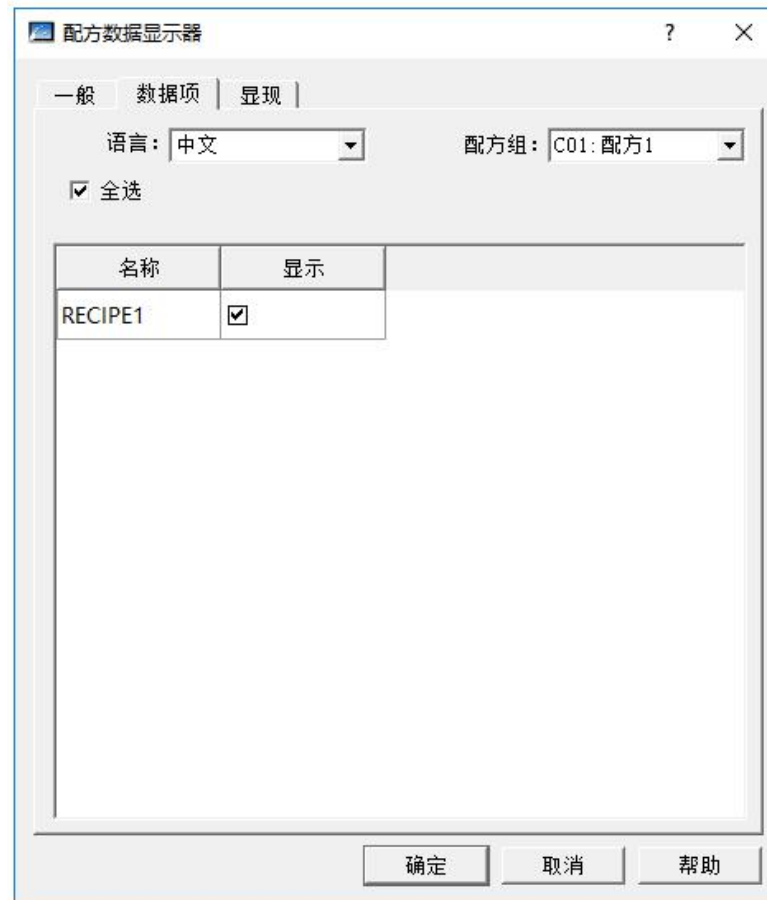 配方数据显示器 ?
一般 数据项 显现
语言: 中文 配方组: C01:配方1
全选
名称 显示
RECIPE1
确定 取消 帮助